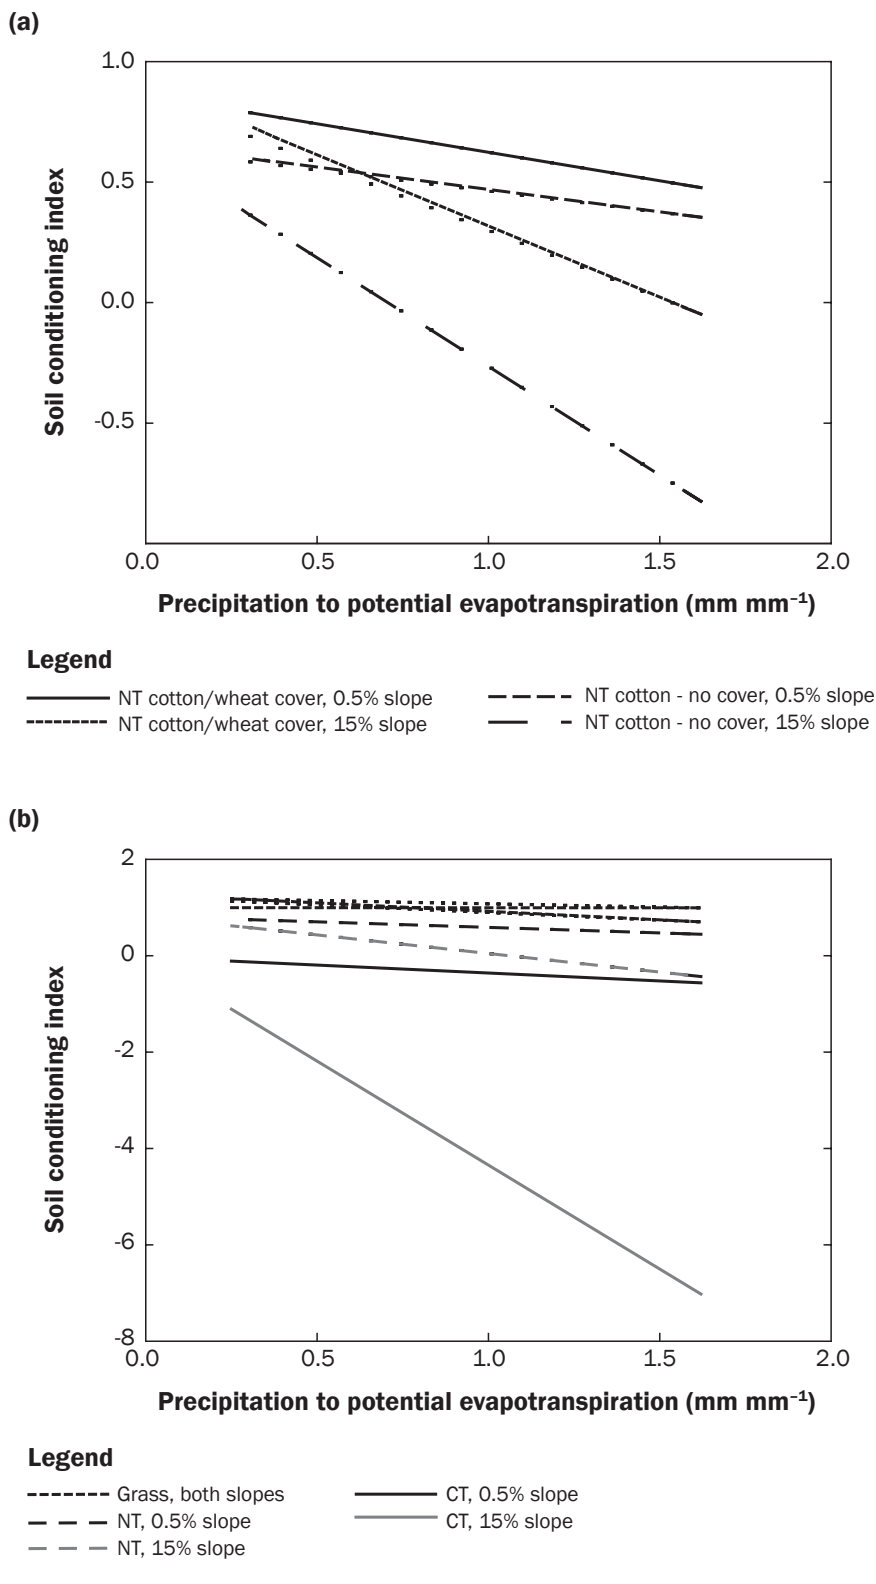 (a)
1.0
0.5
0.0
-0.5
Soil conditioning index
0.0 0.5 1.0 1.5 2.0
Precipitation to potential evapotranspiration (mm mm⁻¹)
Legend
NT cotton/wheat cover, 0.5% slope
NT cotton/wheat cover, 15% slope
NT cotton - no cover, 0.5% slope
NT cotton - no cover, 15% slope
(b)
2
0
-2
-4
-6
-8
Soil conditioning index
0.0 0.5 1.0 1.5 2.0
Precipitation to potential evapotranspiration (mm mm⁻¹)
Legend
Grass, both slopes
NT, 0.5% slope
NT, 15% slope
CT, 0.5% slope
CT, 15% slope